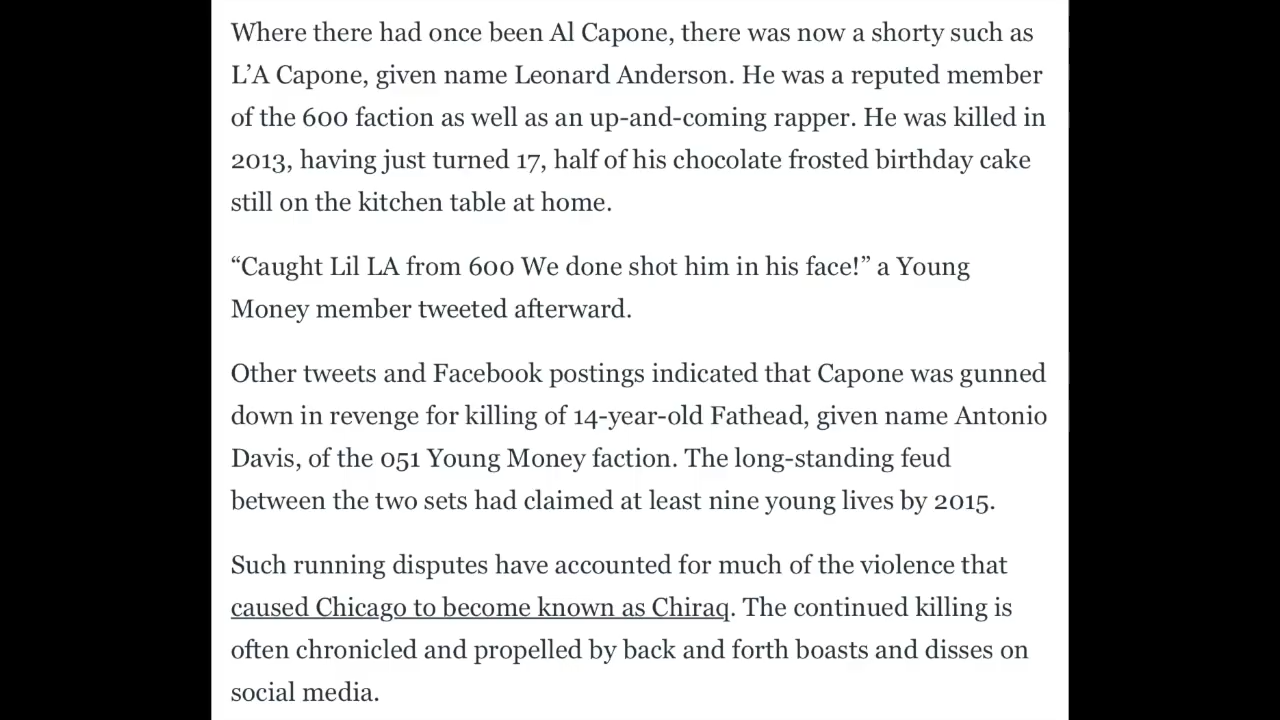 Where there had once been Al Capone, there was now a shorty such as
L’A Capone, given name Leonard Anderson. He was a reputed member
of the 600 faction as well as an up-and-coming rapper. He was killed in
2013, having just turned 17, half of his chocolate frosted birthday cake
still on the kitchen table at home.
“Caught Lil LA from 600 We done shot him in his face!” a Young
Money member tweeted afterward.
Other tweets and Facebook postings indicated that Capone was gunned
down in revenge for killing of 14-year-old Fathead, given name Antonio
Davis, of the 051 Young Money faction. The long-standing feud
between the two sets had claimed at least nine young lives by 2015.
Such running disputes have accounted for much of the violence that
caused Chicago to become known as Chiraq. The continued killing is
often chronicled and propelled by back and forth boasts and disses on
social media.